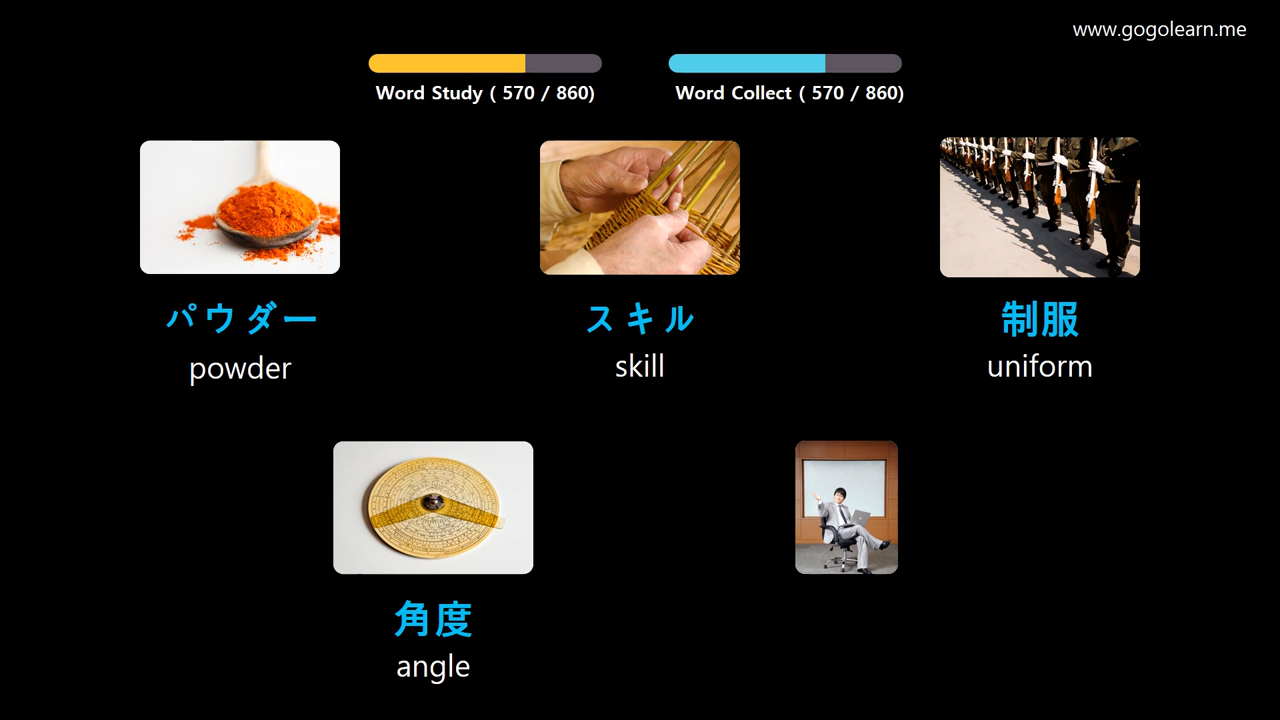 www.gogolearn.me
Word Study ( 570 / 860)
Word Collect ( 570 / 860)
パウダー
powder
スキル
skill
制服
uniform
角度
angle